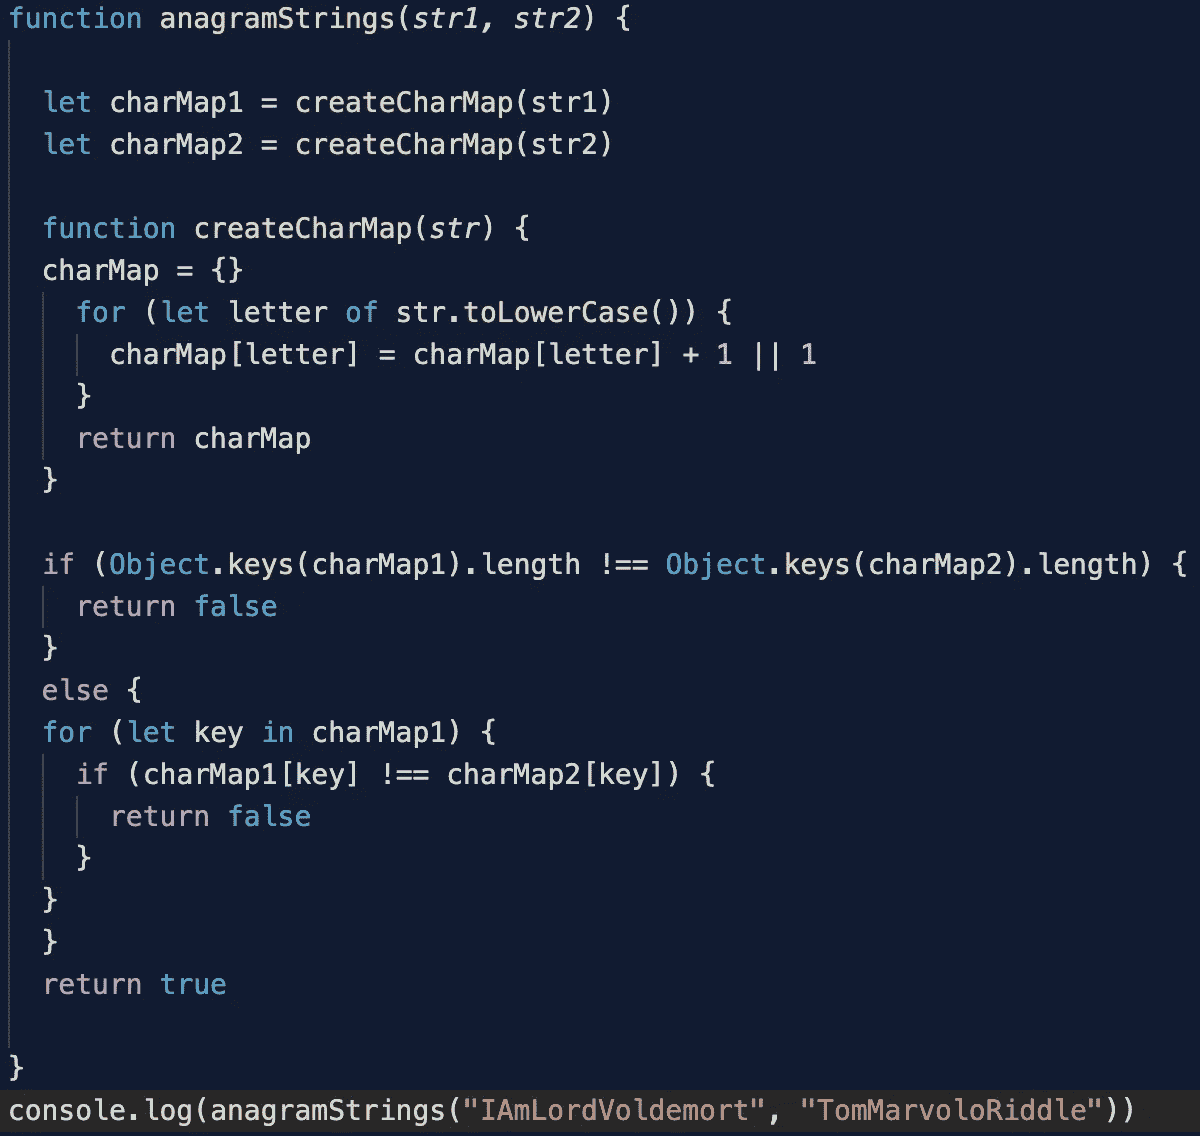 function anagramStrings(str1, str2) {
let charMap1 = createCharMap(str1)
let charMap2 = createCharMap(str2)
function createCharMap(str) {
charMap = {}
for (let letter of str.toLowerCase()) {
charMap[letter] = charMap[letter] + 1 || 1
}
return charMap
}
if (Object.keys(charMap1).length !== Object.keys(charMap2).length) {
return false
}
else {
for (let key in charMap1) {
if (charMap1[key] !== charMap2[key]) {
return false
}
}
}
return true
}
console.log(anagramStrings("IAmLordVoldemort", "TomMarvoloRiddle"))